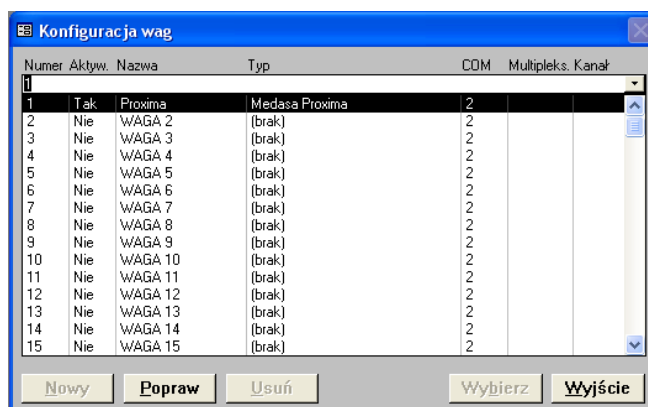 Konfiguracja wag
Numer Aktyw. Nazwa Typ COM Multipleks. Kanał
1
1 Tak Proxima Medasa Proxima 2
2 Nie WAGA 2 (brak) 2
3 Nie WAGA 3 (brak) 2
4 Nie WAGA 4 (brak) 2
5 Nie WAGA 5 (brak) 2
6 Nie WAGA 6 (brak) 2
7 Nie WAGA 7 (brak) 2
8 Nie WAGA 8 (brak) 2
9 Nie WAGA 9 (brak) 2
10 Nie WAGA 10 (brak) 2
11 Nie WAGA 11 (brak) 2
12 Nie WAGA 12 (brak) 2
13 Nie WAGA 13 (brak) 2
14 Nie WAGA 14 (brak) 2
15 Nie WAGA 15 (brak) 2
Nowy Popraw Usuń Wybierz Wyjście